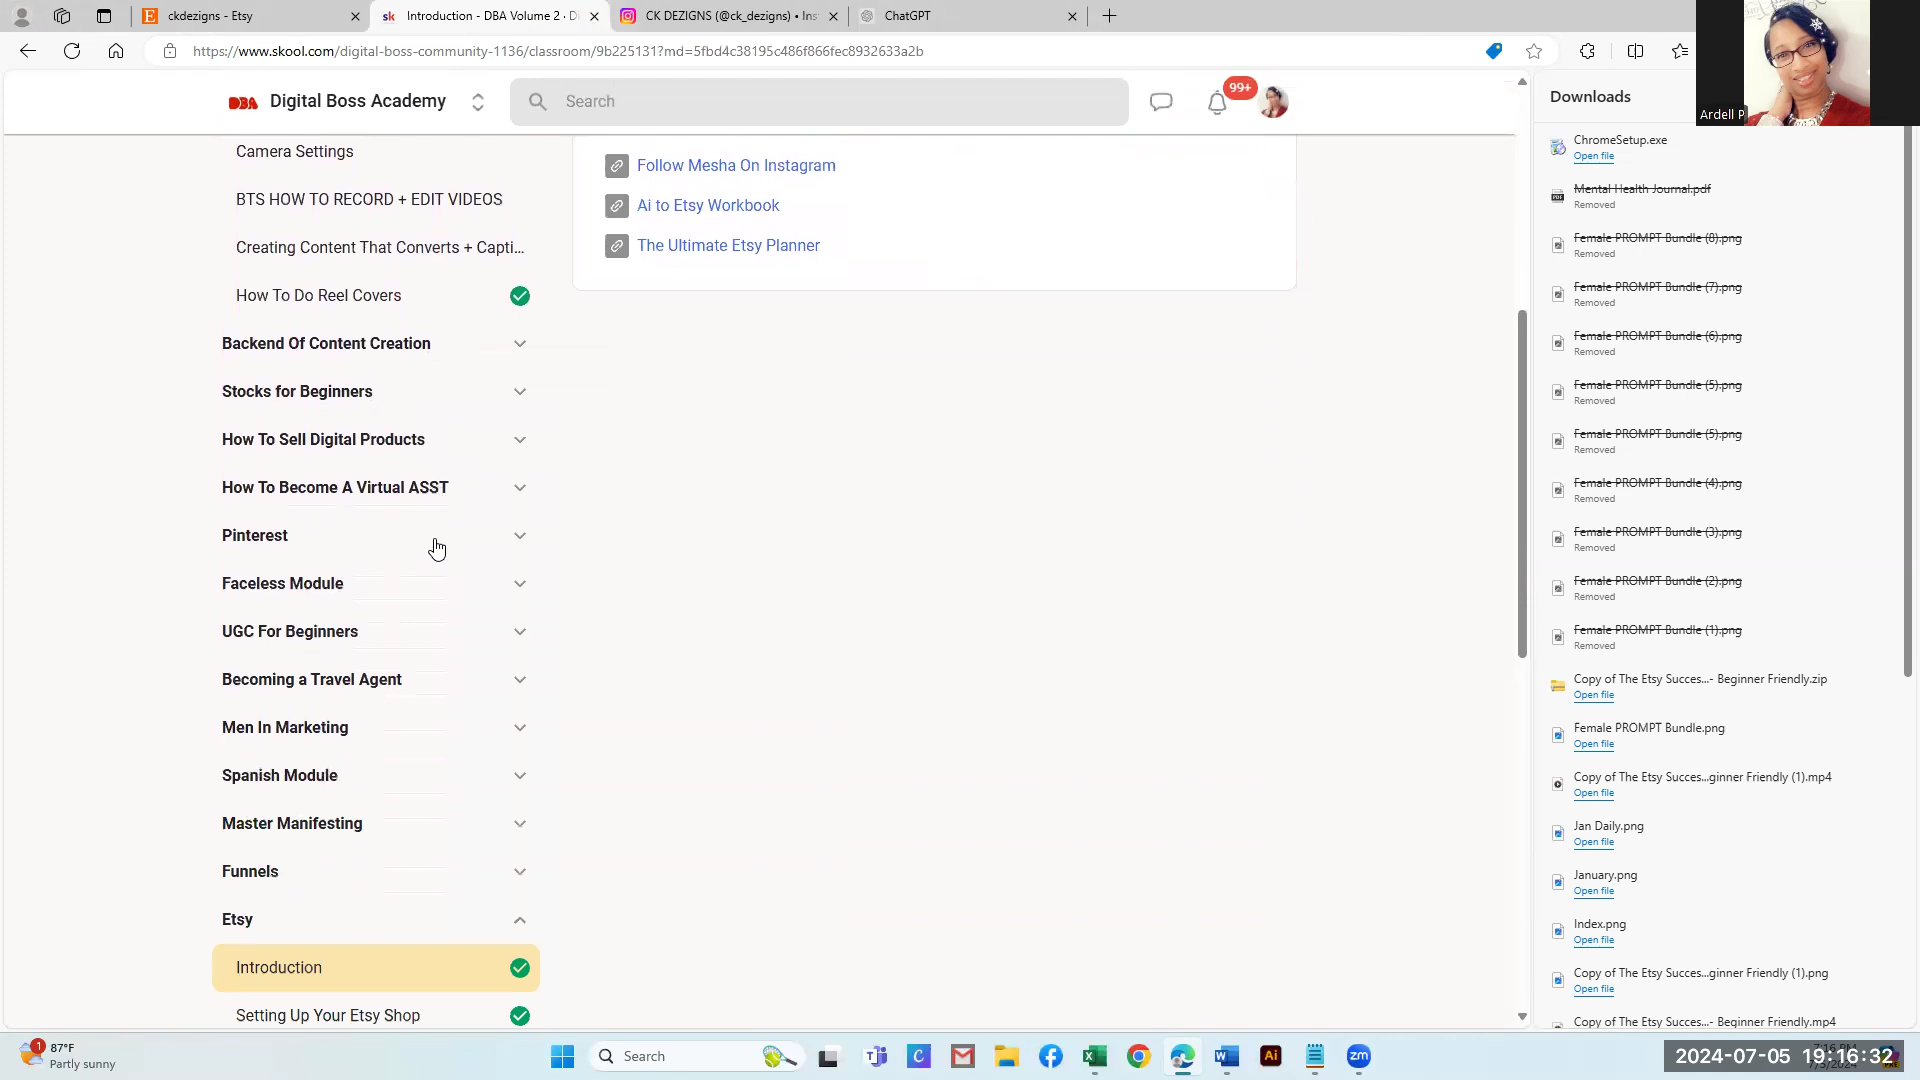 ckdezigns - Etsy
Introduction - DBA Volume 2 · D
CK DEZIGNS (@ck_dezigns) • Ins
ChatGPT
https://www.skool.com/digital-boss-community-1136/classroom/9b225131?md=5fbd4c38195c486f866fec8932633a2b
DBA Digital Boss Academy
Search
99+
Ardell P
Camera Settings
BTS HOW TO RECORD + EDIT VIDEOS
Creating Content That Converts + Capti...
How To Do Reel Covers
Backend Of Content Creation
Stocks for Beginners
How To Sell Digital Products
How To Become A Virtual ASST
Pinterest
Faceless Module
UGC For Beginners
Becoming a Travel Agent
Men In Marketing
Spanish Module
Master Manifesting
Funnels
Etsy
Introduction
Setting Up Your Etsy Shop
Follow Mesha On Instagram
Ai to Etsy Workbook
The Ultimate Etsy Planner
Downloads
ChromeSetup.exe
Open file
Mental Health Journal.pdf
Removed
Female PROMPT Bundle (8).png
Removed
Female PROMPT Bundle (7).png
Removed
Female PROMPT Bundle (6).png
Removed
Female PROMPT Bundle (5).png
Removed
Female PROMPT Bundle (5).png
Removed
Female PROMPT Bundle (4).png
Removed
Female PROMPT Bundle (3).png
Removed
Female PROMPT Bundle (2).png
Removed
Female PROMPT Bundle (1).png
Removed
Copy of The Etsy Succes...- Beginner Friendly.zip
Open file
Female PROMPT Bundle.png
Open file
Copy of The Etsy Succes...ginner Friendly (1).mp4
Open file
Jan Daily.png
Open file
January.png
Open file
Index.png
Open file
Copy of The Etsy Succes...ginner Friendly (1).png
Open file
Copy of The Etsy Succes...- Beginner Friendly.mp4
1
87°F
Partly sunny
Search
2024-07-05 19:16:32